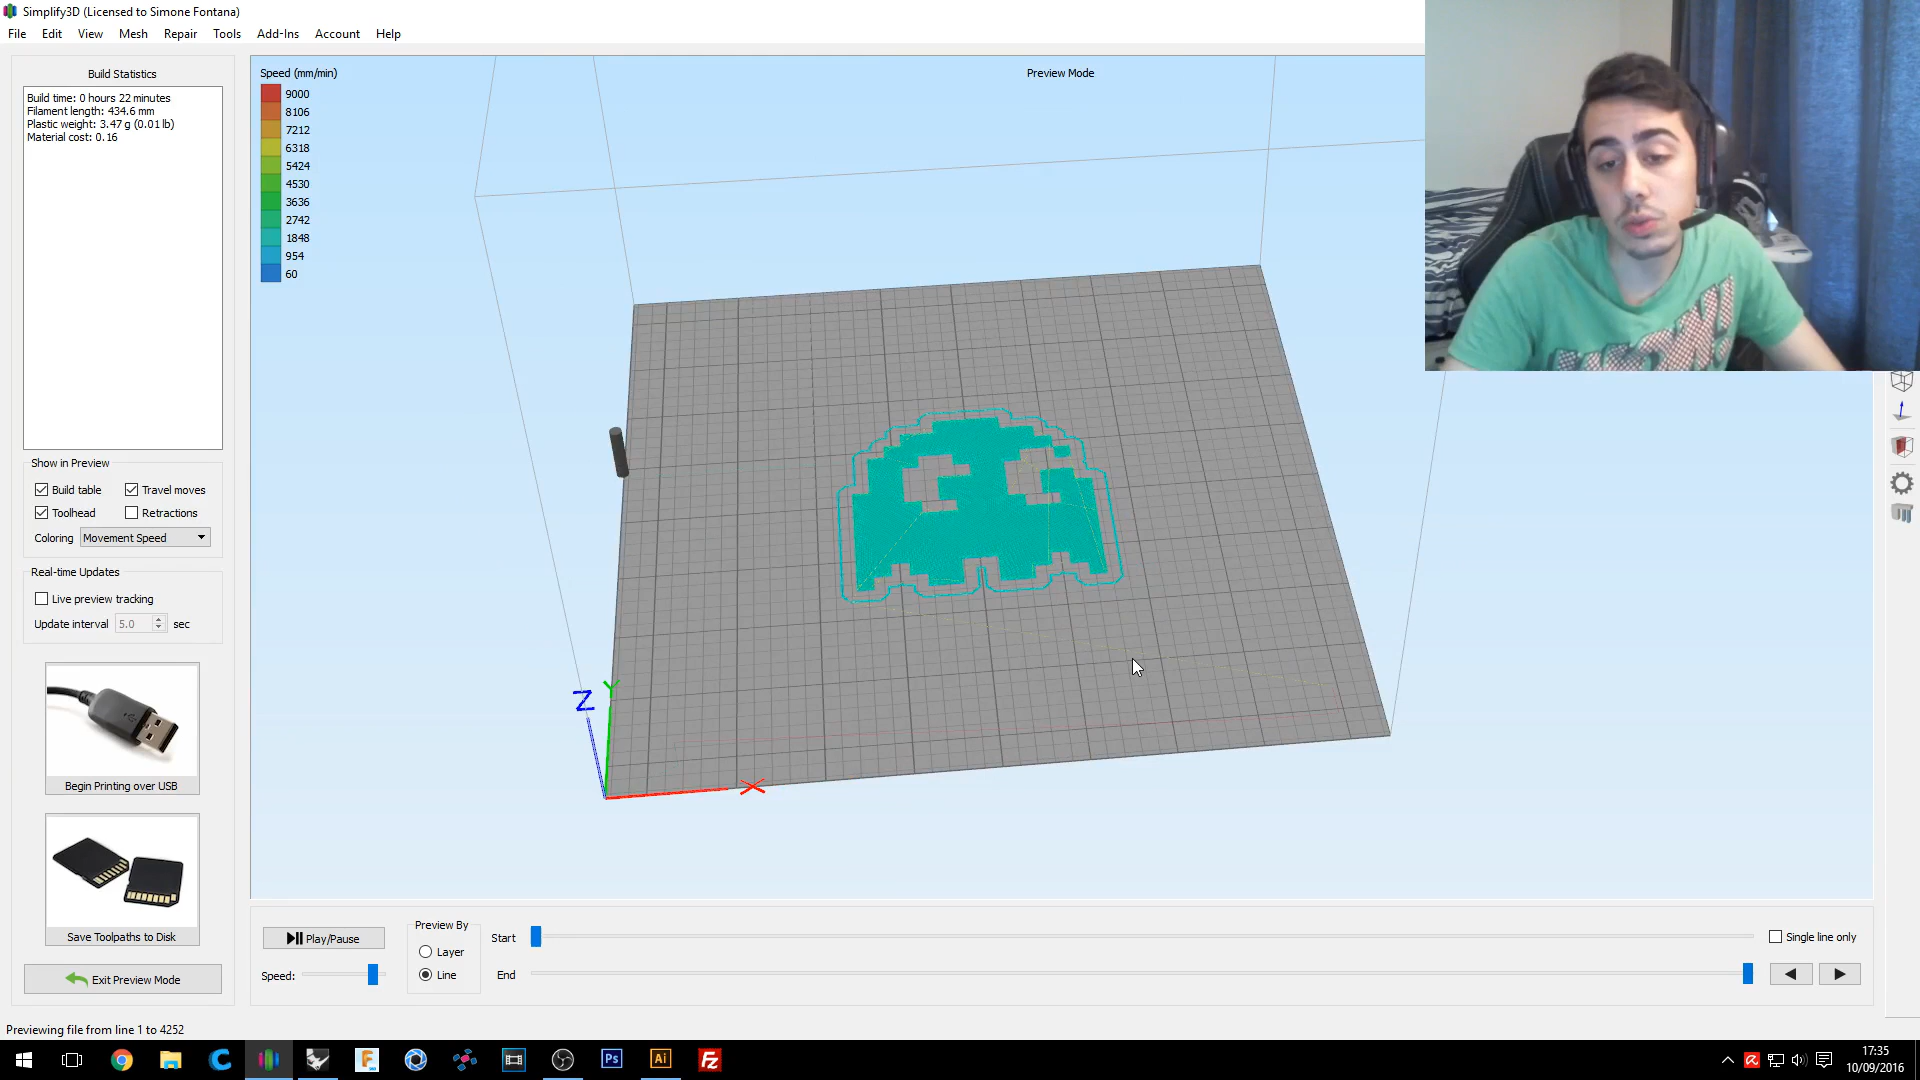 Simplify3D (Licensed to Simone Fontana)
File Edit View Mesh Repair Tools Add-Ins Account Help
Build Statistics
Build time: 0 hours 22 minutes
Filament length: 434.6 mm
Plastic weight: 3.47 g (0.01 lb)
Material cost: 0.16
Speed (mm/min)
9000
8106
7212
6318
5424
4530
3636
2742
1848
954
60
Preview Mode
Show in Preview
Build table Travel moves
Toolhead Retractions
Coloring Movement Speed
Real-time Updates
Live preview tracking
Update interval 5.0 sec
Begin Printing over USB
Save Toolpaths to Disk
Exit Preview Mode
Z
Y
X
Play/Pause
Speed:
Preview By
Layer
Line
Start
End
Single line only
Previewing file from line 1 to 4252
Ps
Ai
Fz
17:35
10/09/2016